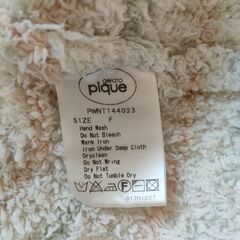 gelato
pique
PWNT144023
SIZE F
Hand Wash
Do Not Bleach
Warm Iron
Iron Under Damp Cloth
Dryclean
Do Not Wring
Dry Flat
Do Not Tumble Dry
F
01201027